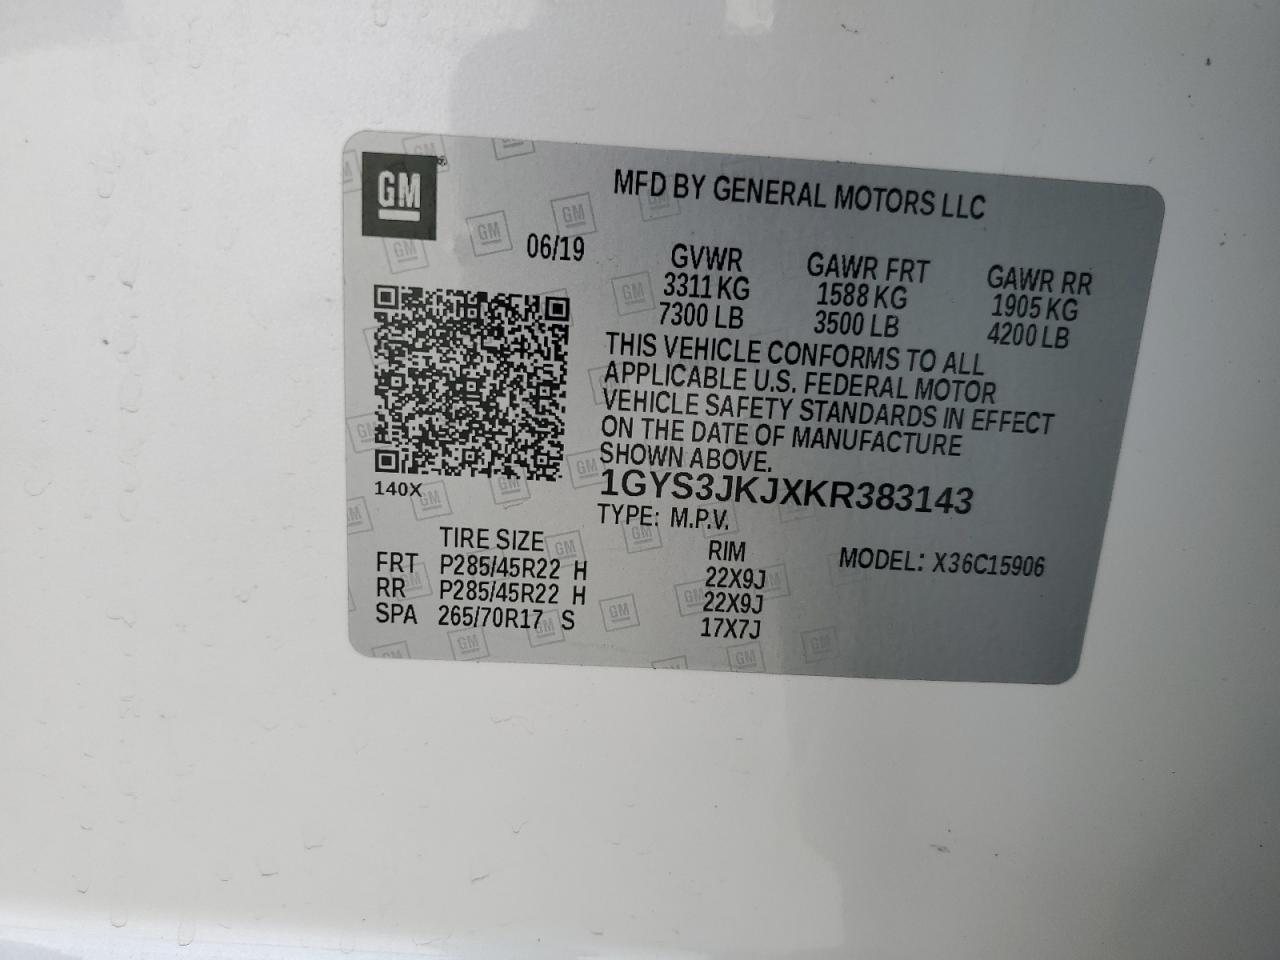 GM
MFD BY GENERAL MOTORS LLC
06/19
GVWR GAWR FRT GAWR RR
3311 KG 1588 KG 1905 KG
7300 LB 3500 LB 4200 LB
THIS VEHICLE CONFORMS TO ALL
APPLICABLE U.S. FEDERAL MOTOR
VEHICLE SAFETY STANDARDS IN EFFECT
ON THE DATE OF MANUFACTURE
SHOWN ABOVE.
140X
1GYS3JKJXKR383143
TYPE: M.P.V.
TIRE SIZE RIM MODEL: X36C15906
FRT P285/45R22 H 22X9J
RR P285/45R22 H 22X9J
SPA 265/70R17 S 17X7J